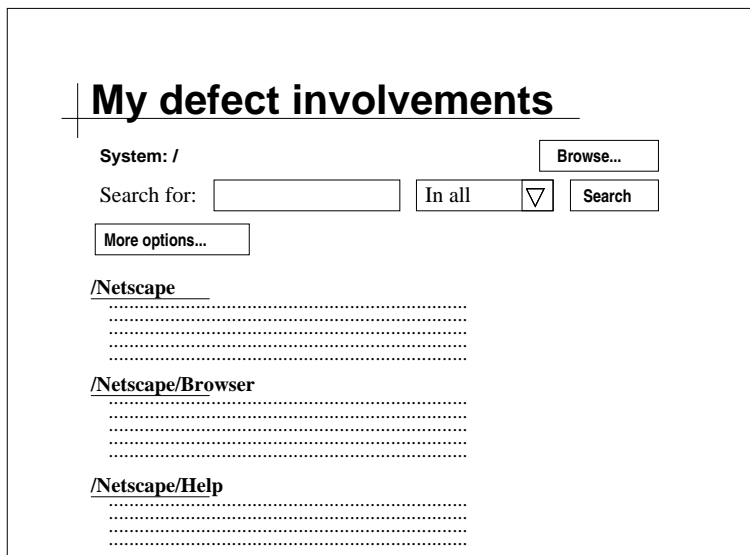 My defect involvements
System: /
Browse...
Search for:
In all
Search
More options...
/Netscape
................................................................
................................................................
................................................................
................................................................
................................................................
/Netscape/Browser
................................................................
................................................................
................................................................
................................................................
................................................................
/Netscape/Help
................................................................
................................................................
................................................................
................................................................